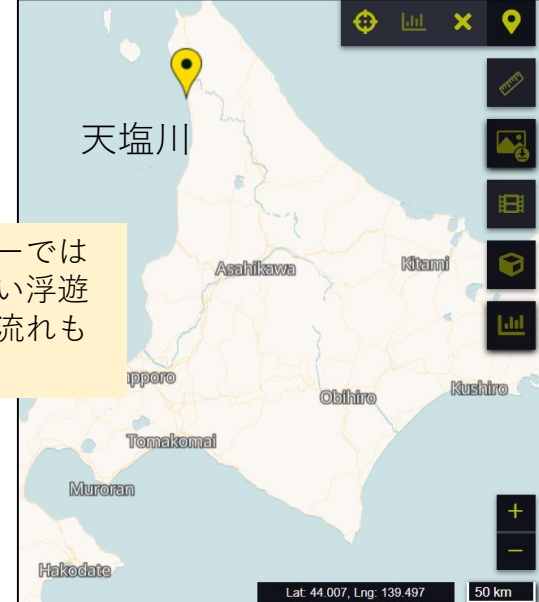 天塩川
ーでは
い浮遊
流れも
Asahikawa
Kitami
pporo
Obihiro
Kushiro
Tomakomai
Muroran
Hakodate
Lat: 44.007, Lng: 139.497
50 km
+
−